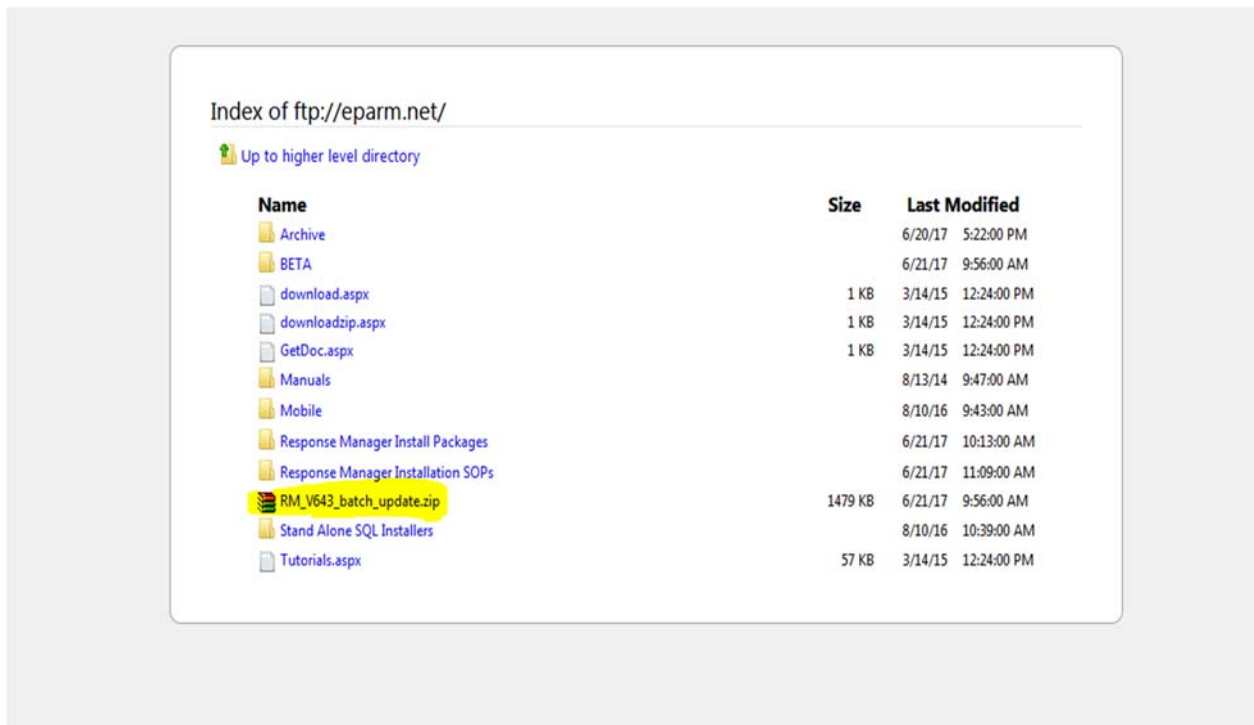 Index of ftp://eparm.net/
Up to higher level directory
Name Size Last Modified
Archive 6/20/17 5:22:00 PM
BETA 6/21/17 9:56:00 AM
download.aspx 1 KB 3/14/15 12:24:00 PM
downloadzip.aspx 1 KB 3/14/15 12:24:00 PM
GetDoc.aspx 1 KB 3/14/15 12:24:00 PM
Manuals 8/13/14 9:47:00 AM
Mobile 8/10/16 9:43:00 AM
Response Manager Install Packages 6/21/17 10:13:00 AM
Response Manager Installation SOPs 6/21/17 11:09:00 AM
RM_V643_batch_update.zip 1479 KB 6/21/17 9:56:00 AM
Stand Alone SQL Installers 8/10/16 10:39:00 AM
Tutorials.aspx 57 KB 3/14/15 12:24:00 PM